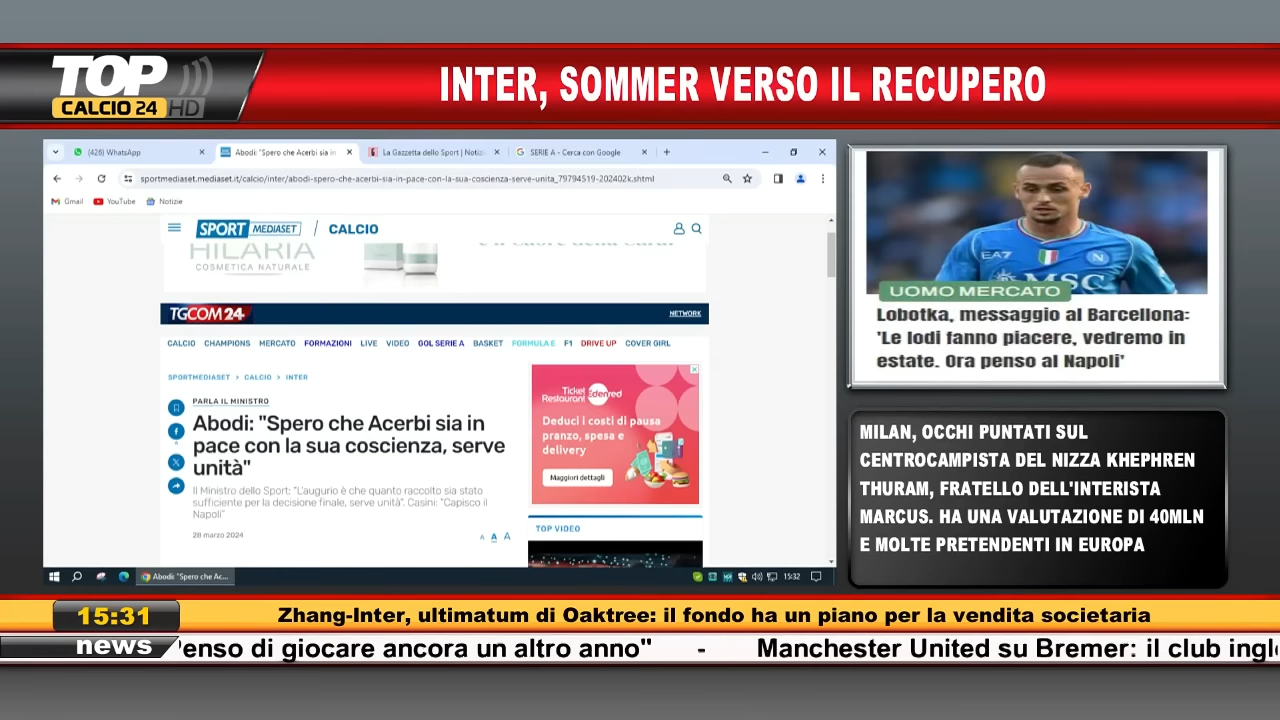 TOP
CALCIO 24 HD
INTER, SOMMER VERSO IL RECUPERO
(426) WhatsApp
Abodi: "Spero che Acerbi sia in
La Gazzetta dello Sport | Notiz
SERIE A - Cerca con Google
sportmediaset.mediaset.it/calcio/inter/abodi-spero-che-acerbi-sia-in-pace-con-la-sua-coscienza-serve-unita_79794519-202402k.shtml
Gmail
YouTube
Notizie
SPORT MEDIASET / CALCIO
HILARIA
COSMETICA NATURALE
TGCOM24
NETWORK
CALCIO CHAMPIONS MERCATO FORMAZIONI LIVE VIDEO GOL SERIE A BASKET FORMULA E F1 DRIVE UP COVER GIRL
SPORTMEDIASET > CALCIO > INTER
PARLA IL MINISTRO
Abodi: "Spero che Acerbi sia in
pace con la sua coscienza, serve
unità"
Il Ministro dello Sport: "L'augurio è che quanto raccolto sia stato
sufficiente per la decisione finale, serve unità". Casini: "Capisco il
Napoli"
28 marzo 2024
A A A
Ticket
Restaurant Edenred
Deduci i costi di pausa
pranzo, spesa e
delivery
Maggiori dettagli
TOP VIDEO
Abodi: "Spero che Ac...
15:32
EA7
MSC
UOMO MERCATO
Lobotka, messaggio al Barcellona:
'Le lodi fanno piacere, vedremo in
estate. Ora penso al Napoli'
MILAN, OCCHI PUNTATI SUL
CENTROCAMPISTA DEL NIZZA KHEPHREN
THURAM, FRATELLO DELL'INTERISTA
MARCUS. HA UNA VALUTAZIONE DI 40MLN
E MOLTE PRETENDENTI IN EUROPA
15:31
Zhang-Inter, ultimatum di Oaktree: il fondo ha un piano per la vendita societaria
news
Penso di giocare ancora un altro anno" - Manchester United su Bremer: il club ingl